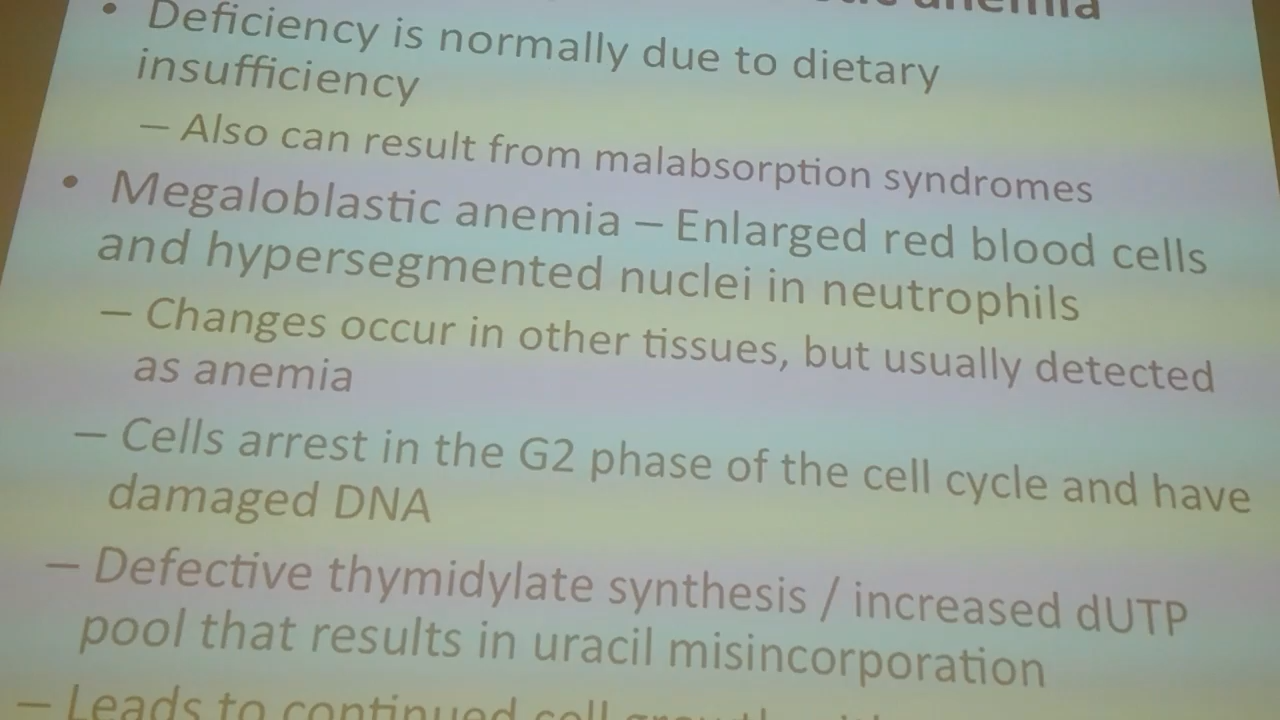 anemia
• Deficiency is normally due to dietary
insufficiency
– Also can result from malabsorption syndromes
• Megaloblastic anemia – Enlarged red blood cells
and hypersegmented nuclei in neutrophils
– Changes occur in other tissues, but usually detected
as anemia
– Cells arrest in the G2 phase of the cell cycle and have
damaged DNA
– Defective thymidylate synthesis / increased dUTP
pool that results in uracil misincorporation
– Leads to continued cell